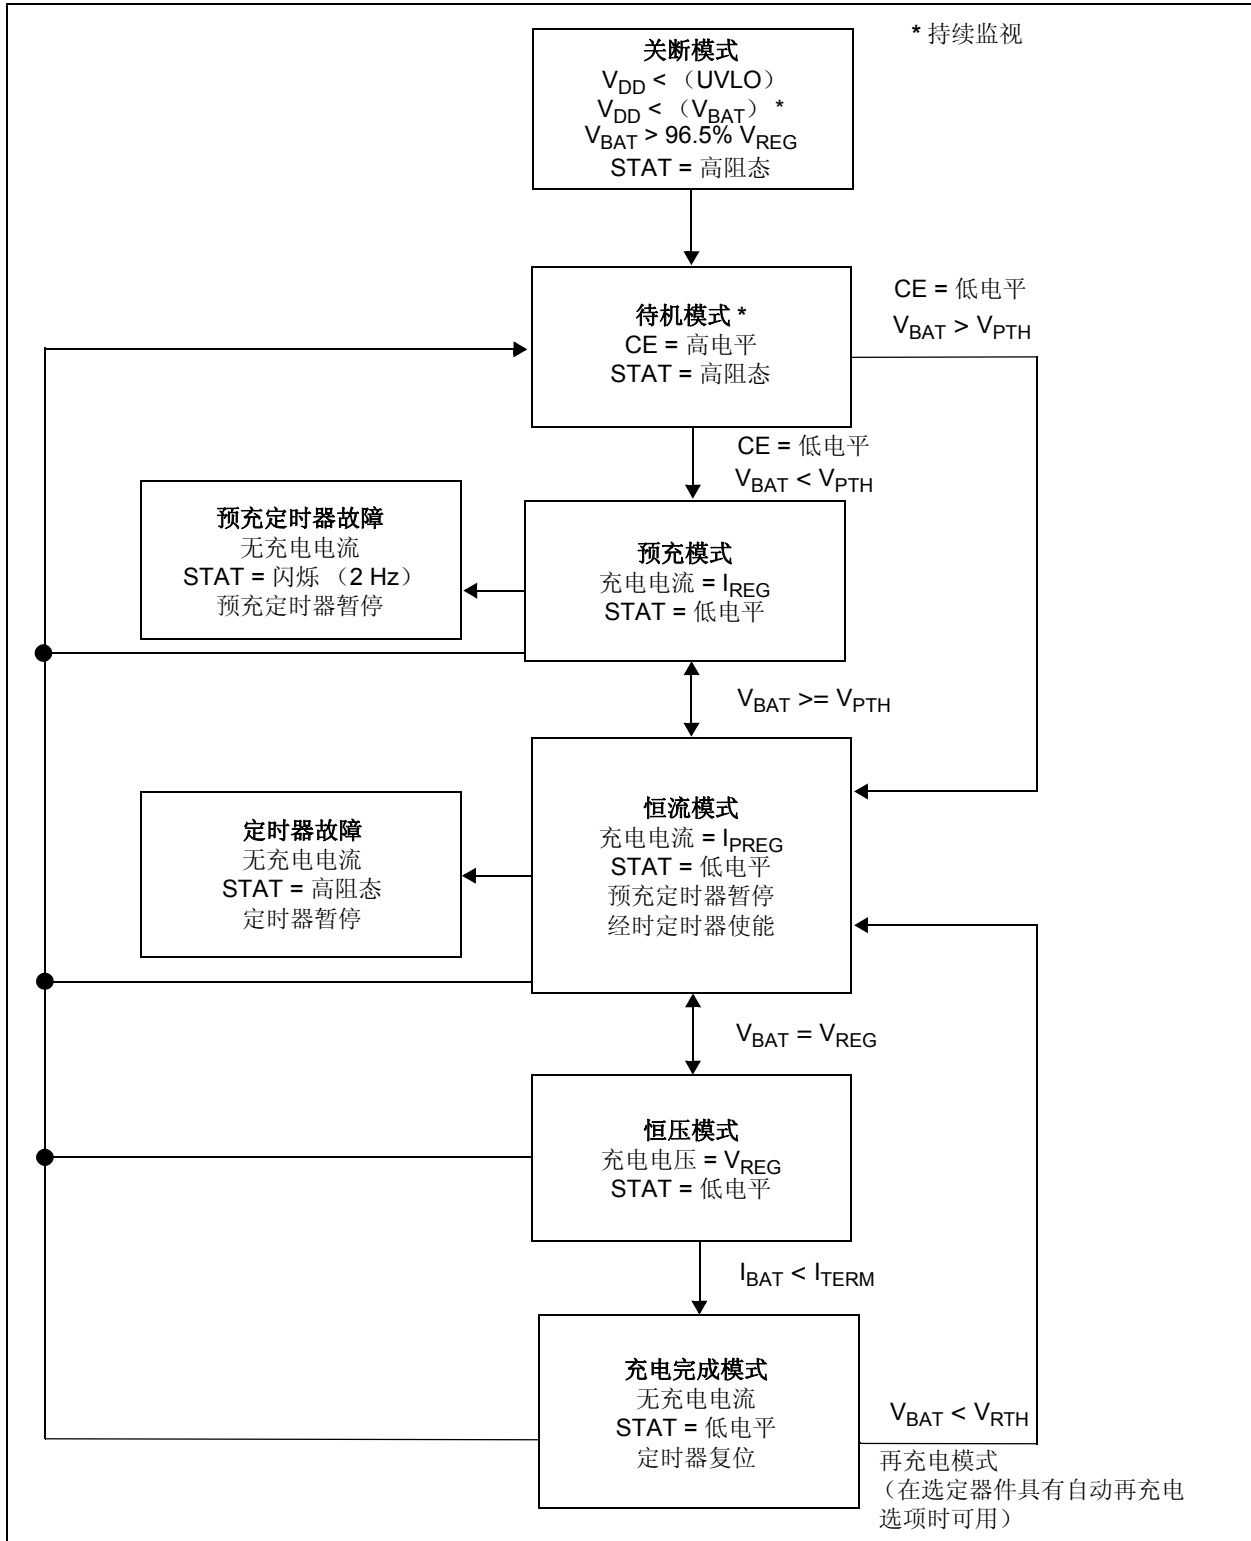 * 持续监视
关断模式
VDD < （UVLO）
VDD < （VBAT） *
VBAT > 96.5% VREG
STAT = 高阻态
待机模式 *
CE = 高电平
STAT = 高阻态
CE = 低电平
VBAT > VPTH
CE = 低电平
VBAT < VPTH
预充定时器故障
无充电电流
STAT = 闪烁 （2 Hz）
预充定时器暂停
预充模式
充电电流 = IREG
STAT = 低电平
VBAT >= VPTH
恒流模式
充电电流 = IPREG
STAT = 低电平
预充定时器暂停
经时定时器使能
定时器故障
无充电电流
STAT = 高阻态
定时器暂停
VBAT = VREG
恒压模式
充电电压 = VREG
STAT = 低电平
IBAT < ITERM
充电完成模式
无充电电流
STAT = 低电平
定时器复位
VBAT < VRTH
再充电模式
（在选定器件具有自动再充电
选项时可用）